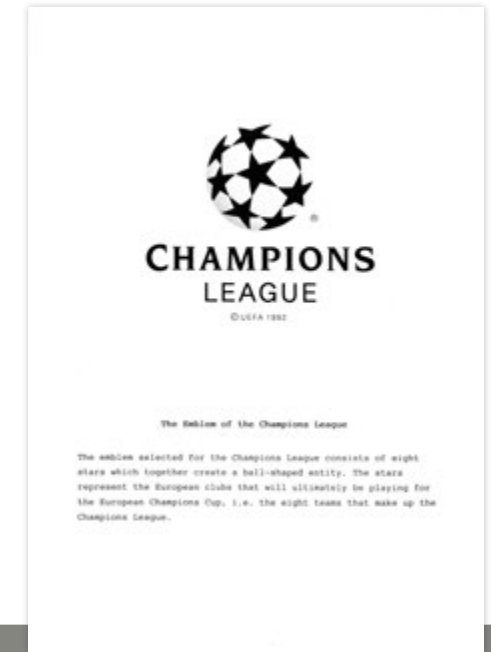 ®
CHAMPIONS
LEAGUE
© UEFA 1992
The Emblem of the Champions League
The emblem selected for the Champions League consists of eight
stars which together create a ball-shaped entity. The stars
represent the European clubs that will ultimately be playing for
the European Champions Cup, i.e. the eight teams that make up the
Champions League.